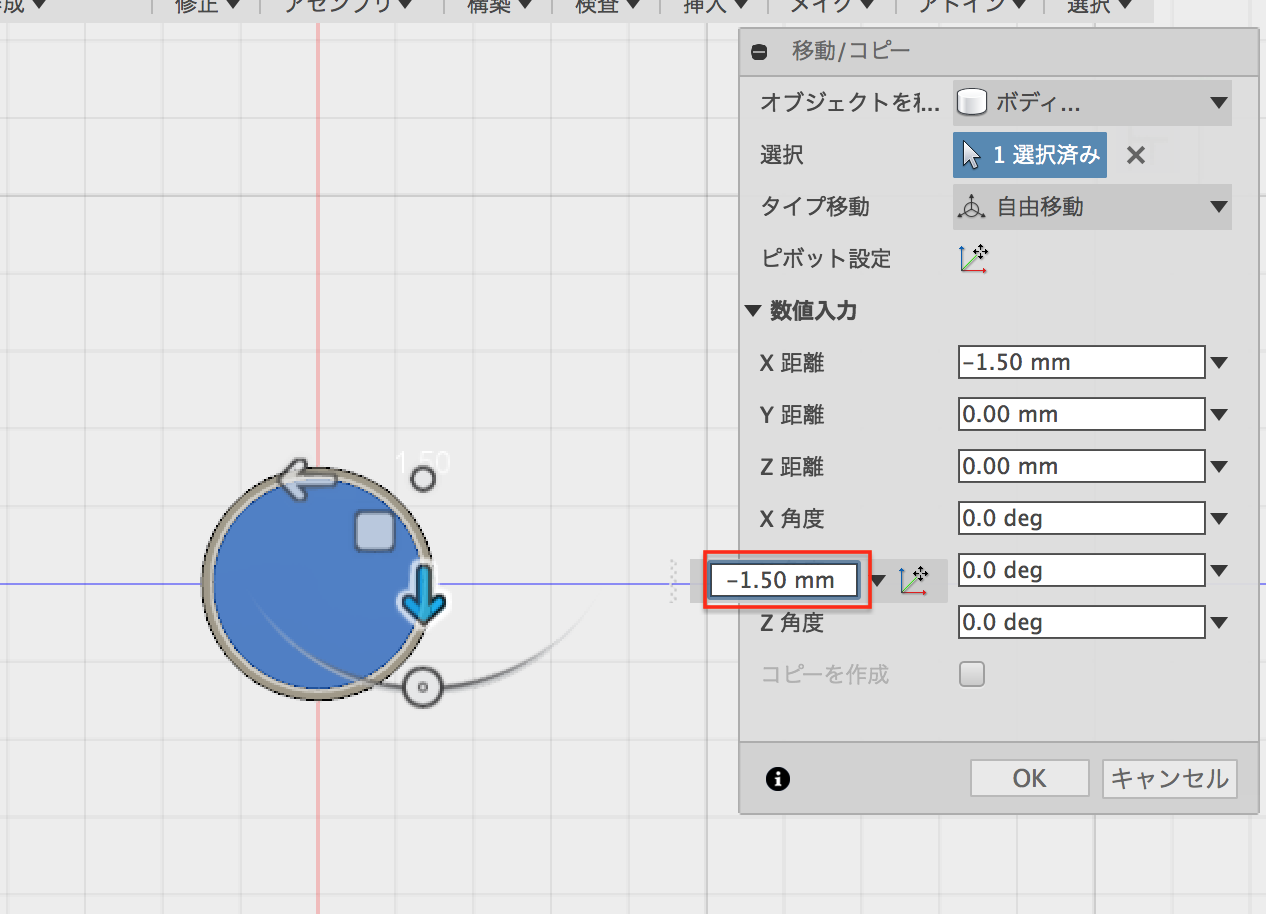 修正 アセンブリ 構築 検査 挿入 メイク アドイン 選択
移動/コピー
オブジェクトを移... ボディ...
選択 1 選択済み
タイプ移動 自由移動
ピボット設定
数値入力
X 距離 -1.50 mm
Y 距離 0.00 mm
Z 距離 0.00 mm
1.50
X 角度 0.0 deg
-1.50 mm 0.0 deg
Z 角度 0.0 deg
コピーを作成
OK キャンセル